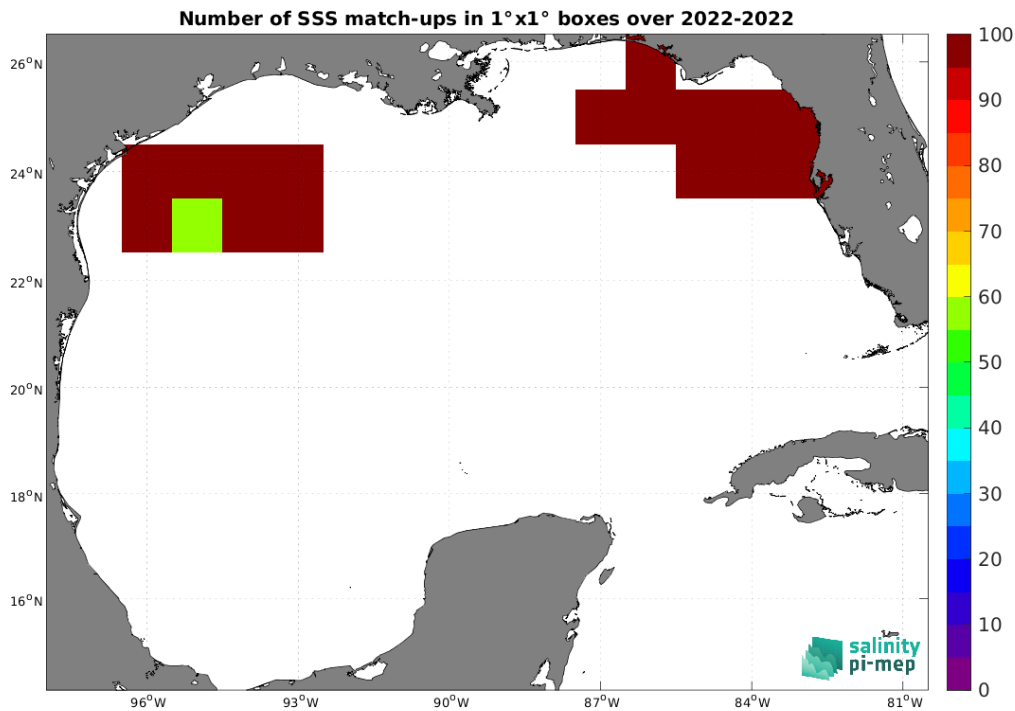 Number of SSS match-ups in 1°x1° boxes over 2022-2022
26°N
24°N
22°N
20°N
18°N
16°N
96°W
93°W
90°W
87°W
84°W
81°W
100
90
80
70
60
50
40
30
20
10
0
salinity
pi-mep